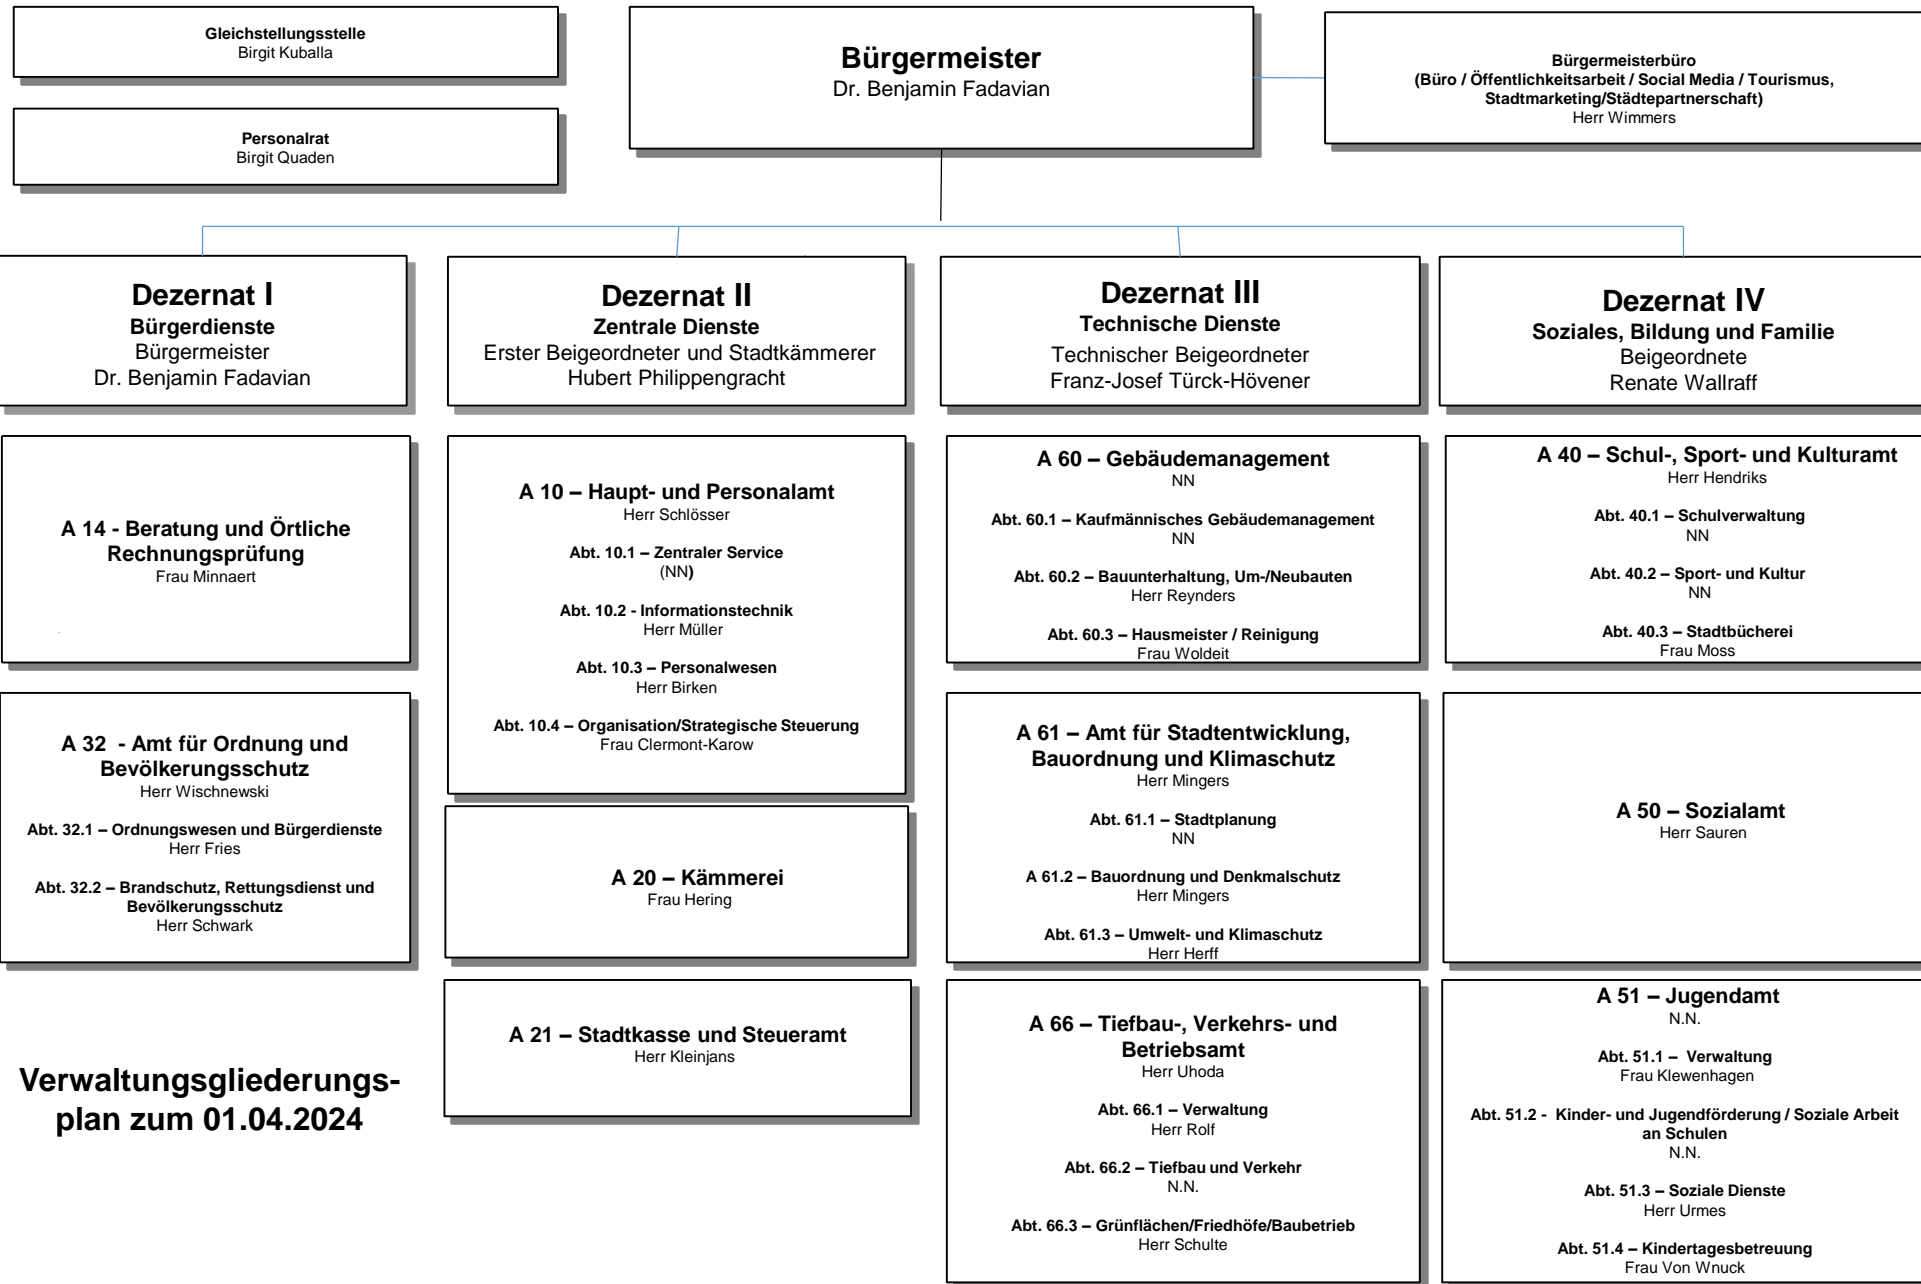 Gleichstellungsstelle
Birgit Kuballa
Personalrat
Birgit Quaden
Bürgermeister
Dr. Benjamin Fadavian
Bürgermeisterbüro
(Büro / Öffentlichkeitsarbeit / Social Media / Tourismus,
Stadtmarketing/Städtepartnerschaft)
Herr Wimmers
Dezernat I
Bürgerdienste
Bürgermeister
Dr. Benjamin Fadavian
Dezernat II
Zentrale Dienste
Erster Beigeordneter und Stadtkämmerer
Hubert Philippengracht
Dezernat III
Technische Dienste
Technischer Beigeordneter
Franz-Josef Türck-Hövener
Dezernat IV
Soziales, Bildung und Familie
Beigeordnete
Renate Wallraff
A 14 - Beratung und Örtliche
Rechnungsprüfung
Frau Minnaert
A 32 - Amt für Ordnung und
Bevölkerungsschutz
Herr Wischnewski
Abt. 32.1 – Ordnungswesen und Bürgerdienste
Herr Fries
Abt. 32.2 – Brandschutz, Rettungsdienst und
Bevölkerungsschutz
Herr Schwark
Verwaltungsgliederungs-
plan zum 01.04.2024
A 10 – Haupt- und Personalamt
Herr Schlösser
Abt. 10.1 – Zentraler Service
(NN)
Abt. 10.2 - Informationstechnik
Herr Müller
Abt. 10.3 – Personalwesen
Herr Birken
Abt. 10.4 – Organisation/Strategische Steuerung
Frau Clermont-Karow
A 20 – Kämmerei
Frau Hering
A 21 – Stadtkasse und Steueramt
Herr Kleinjans
A 60 – Gebäudemanagement
NN
Abt. 60.1 – Kaufmännisches Gebäudemanagement
NN
Abt. 60.2 – Bauunterhaltung, Um-/Neubauten
Herr Reynders
Abt. 60.3 – Hausmeister / Reinigung
Frau Woldeit
A 61 – Amt für Stadtentwicklung,
Bauordnung und Klimaschutz
Herr Mingers
Abt. 61.1 – Stadtplanung
NN
A 61.2 – Bauordnung und Denkmalschutz
Herr Mingers
Abt. 61.3 – Umwelt- und Klimaschutz
Herr Herff
A 66 – Tiefbau-, Verkehrs- und
Betriebsamt
Herr Uhoda
Abt. 66.1 – Verwaltung
Herr Rolf
Abt. 66.2 – Tiefbau und Verkehr
N.N.
Abt. 66.3 – Grünflächen/Friedhöfe/Baubetrieb
Herr Schulte
A 40 – Schul-, Sport- und Kulturamt
Herr Hendriks
Abt. 40.1 – Schulverwaltung
NN
Abt. 40.2 – Sport- und Kultur
NN
Abt. 40.3 – Stadtbücherei
Frau Moss
A 50 – Sozialamt
Herr Sauren
A 51 – Jugendamt
N.N.
Abt. 51.1 – Verwaltung
Frau Klewenhagen
Abt. 51.2 - Kinder- und Jugendförderung / Soziale Arbeit
an Schulen
N.N.
Abt. 51.3 – Soziale Dienste
Herr Urmes
Abt. 51.4 – Kindertagesbetreuung
Frau Von Wnuck